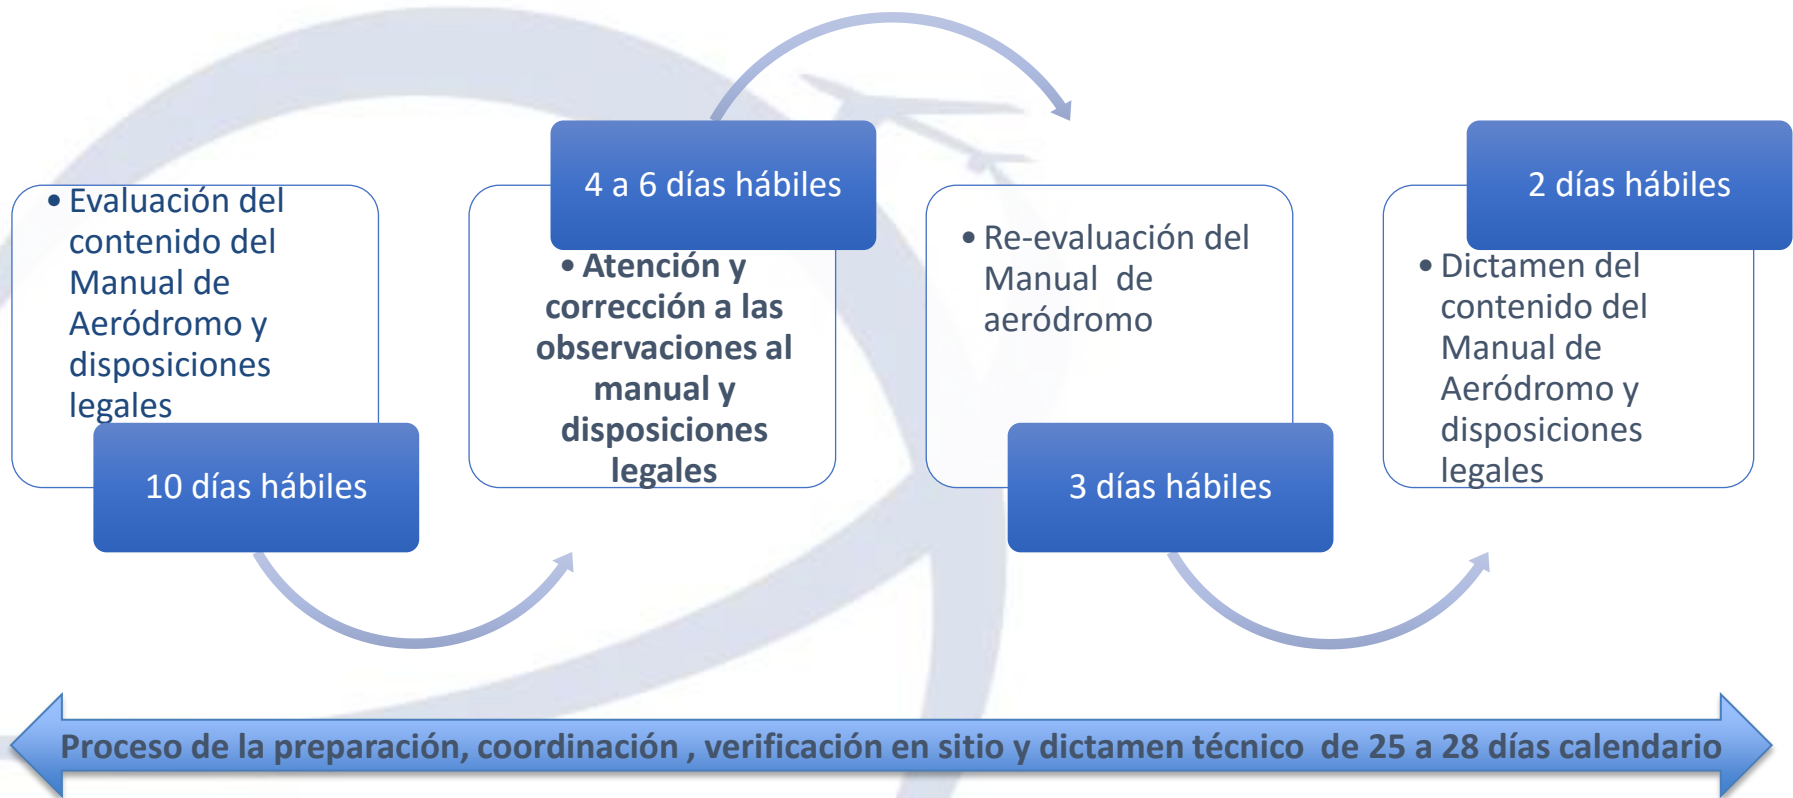 • Evaluación del
contenido del
Manual de
Aeródromo y
disposiciones
legales
10 días hábiles
4 a 6 días hábiles
• Atención y
corrección a las
observaciones al
manual y
disposiciones
legales
• Re-evaluación del
Manual de
aeródromo
3 días hábiles
2 días hábiles
• Dictamen del
contenido del
Manual de
Aeródromo y
disposiciones
legales
Proceso de la preparación, coordinación , verificación en sitio y dictamen técnico de 25 a 28 días calendario